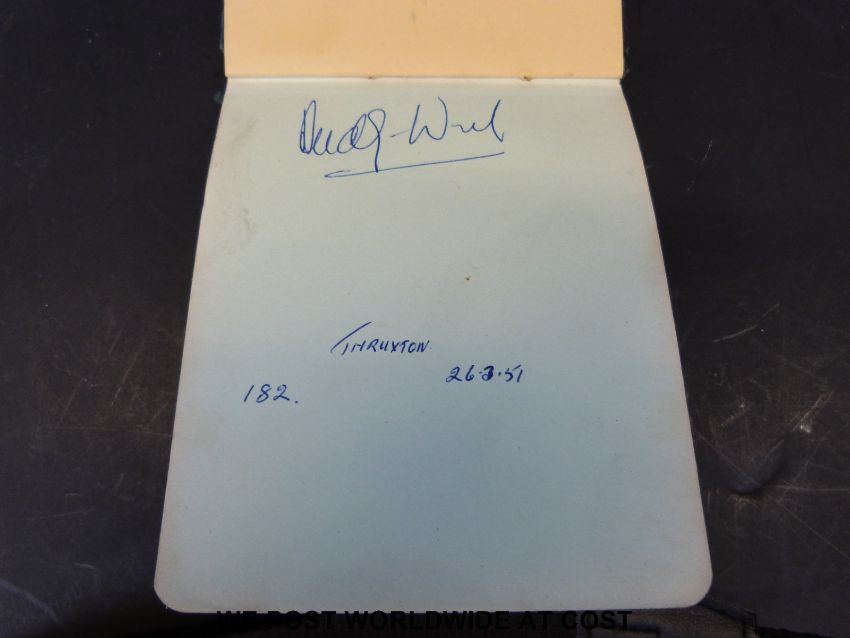 THRUXTON.
26·3·51
182.
WE POST WORLDWIDE AT COST